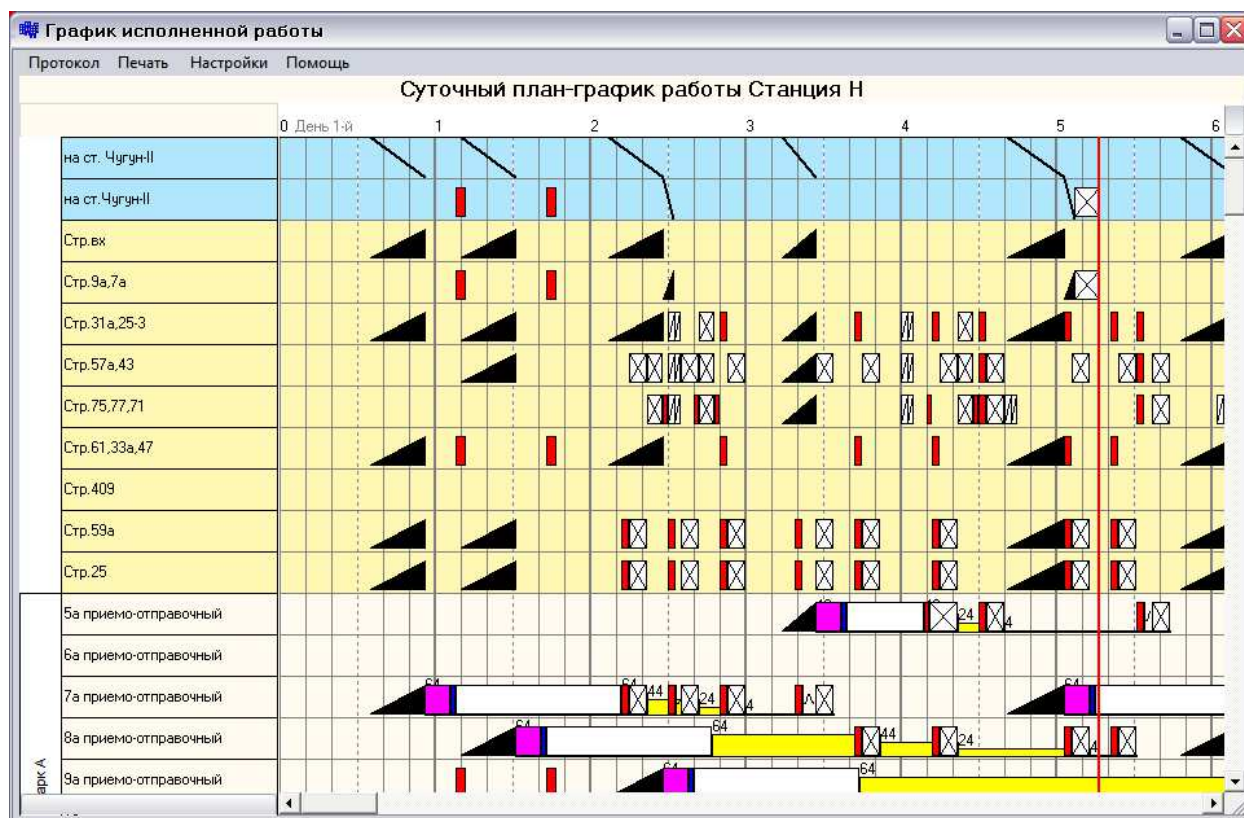 График исполненной работы
Протокол Печать Настройки Помощь
Суточный план-график работы Станция Н
0 День 1-й 1 2 3 4 5 6
на ст. Чугун-II
на ст.Чугун-II
Стр.вх
Стр.9а,7а
Стр.31а,25-3
Стр.57а,43
Стр.75,77,71
Стр.61,33а,47
Стр.409
Стр.59а
Стр.25
5а приемо-отправочный 24 4
6а приемо-отправочный
7а приемо-отправочный 64 64 44 24 4 64
8а приемо-отправочный 64 64 44 24 4
9а приемо-отправочный 64 64